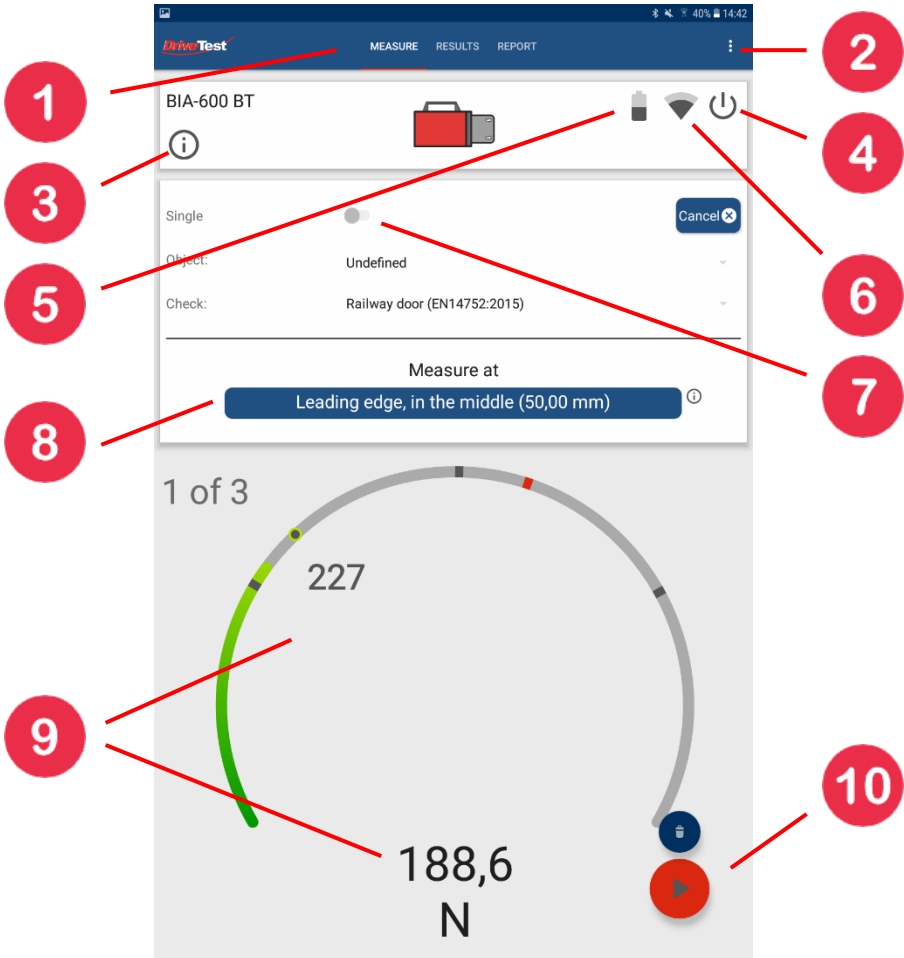 40% 14:42
DriveTest MEASURE RESULTS REPORT
2
1
BIA-600 BT
4
3
Single
Cancel
5
Object:
Undefined
6
Check:
Railway door (EN14752:2015)
Measure at
7
Leading edge, in the middle (50,00 mm)
8
1 of 3
227
9
10
188,6
N